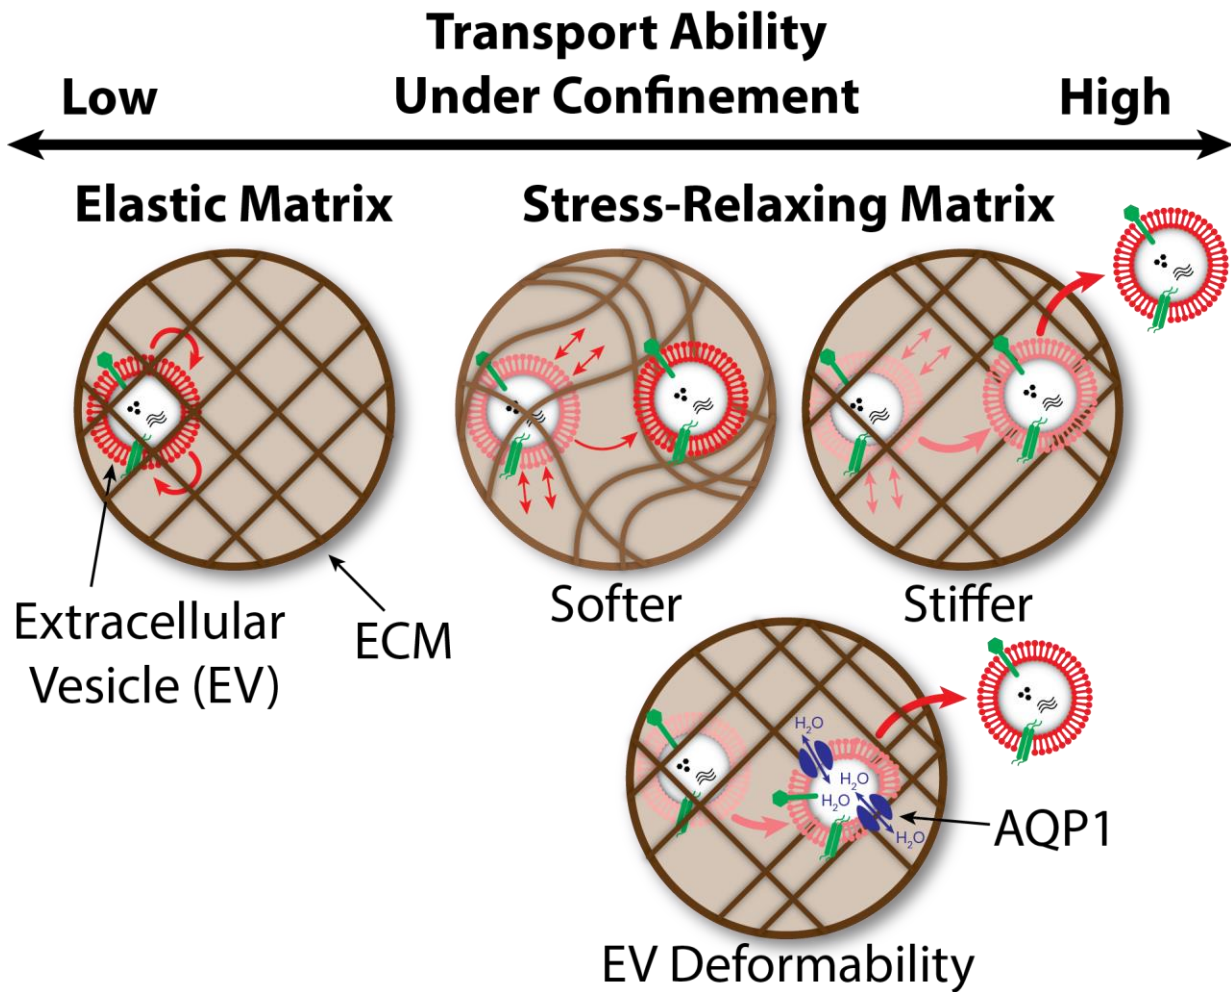 Transport Ability
Low Under Confinement High
Elastic Matrix Stress-Relaxing Matrix
Softer Stiffer
Extracellular
Vesicle (EV)
ECM
H₂O
H₂O
H₂O
H₂O
AQP1
EV Deformability